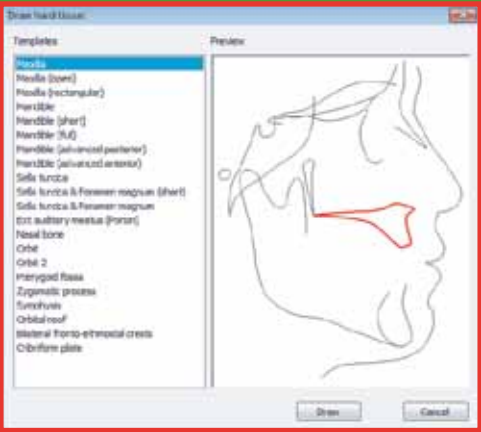 Draw hard tissue
Templates
Preview
Maxilla
Maxilla (open)
Maxilla (rectangular)
Mandible
Mandible (short)
Mandible (full)
Mandible (advanced posterior)
Mandible (advanced anterior)
Sella turcica
Sella turcica & Foramen magnum (short)
Sella turcica & Foramen magnum
Ext auditory meatus (Porion)
Nasal bone
Orbit
Orbit 2
Pterygoid fossa
Zygomatic process
Symphysis
Orbital roof
Bilateral fronto-ethmoidal crests
Cribriform plate
Draw
Cancel